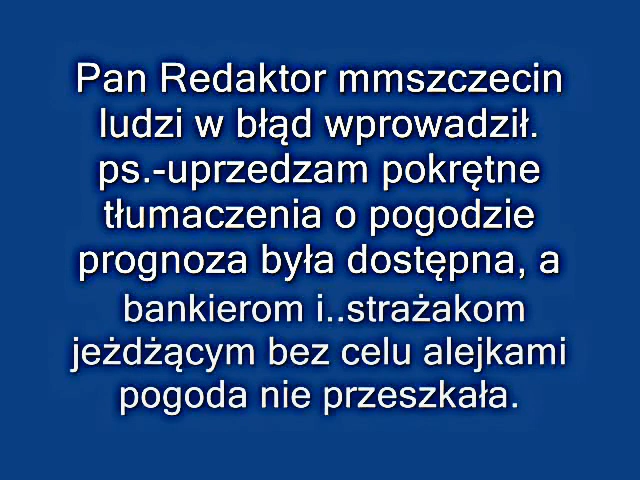 Pan Redaktor mmszczecin
ludzi w błąd wprowadził.
ps.-uprzedzam pokrętne
tłumaczenia o pogodzie
prognoza była dostępna, a
bankierom i..strażakom
jeżdżącym bez celu alejkami
pogoda nie przeszkała.